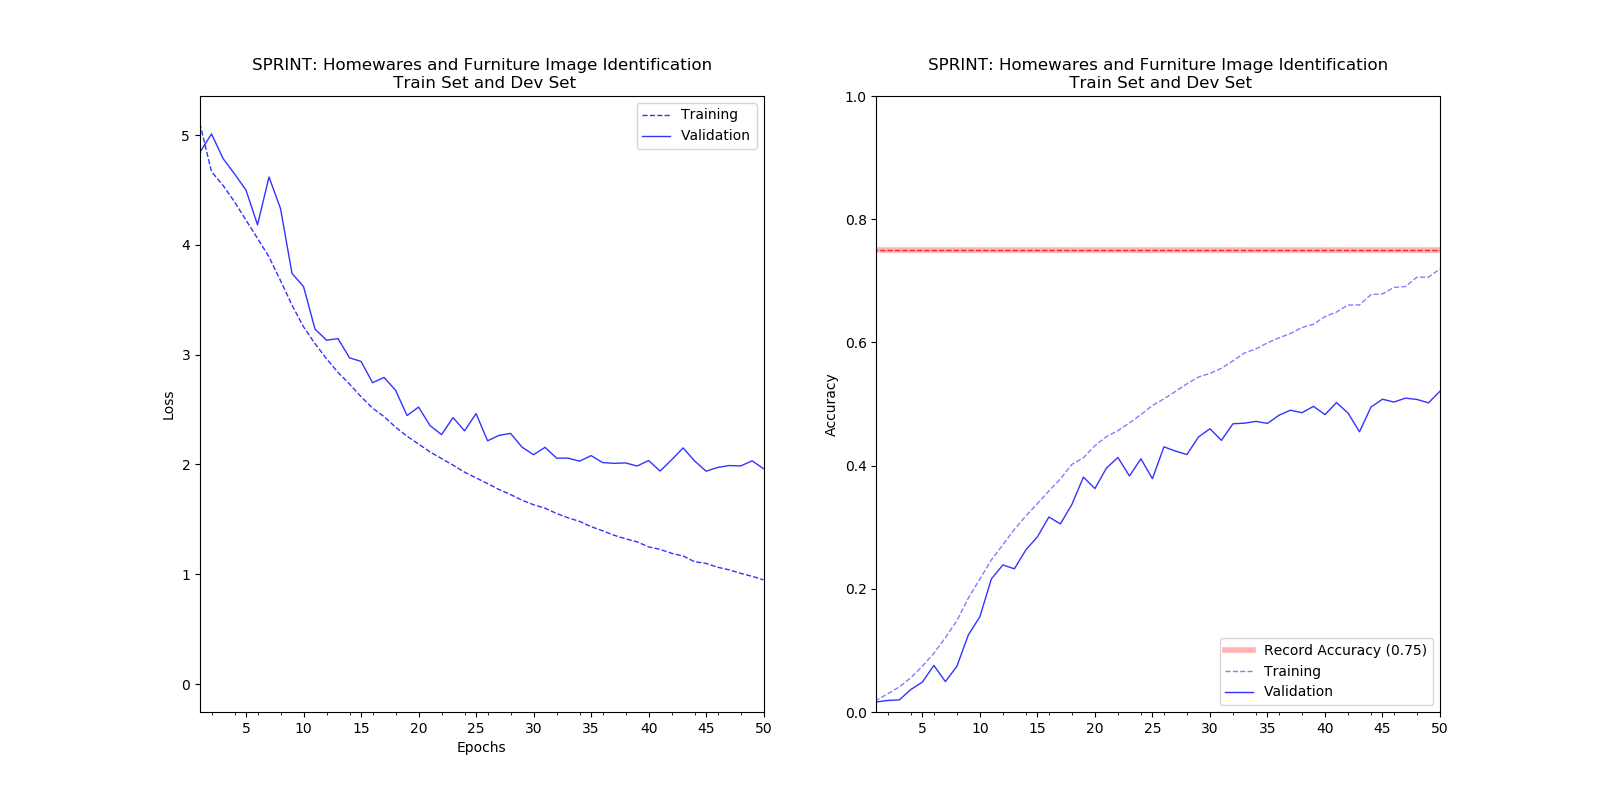 SPRINT: Homewares and Furniture Image Identification
Train Set and Dev Set
Training
Validation
5
4
3
2
1
0
Loss
5 10 15 20 25 30 35 40 45 50
Epochs
SPRINT: Homewares and Furniture Image Identification
Train Set and Dev Set
1.0
0.8
0.6
0.4
0.2
0.0
Accuracy
Record Accuracy (0.75)
Training
Validation
5 10 15 20 25 30 35 40 45 50